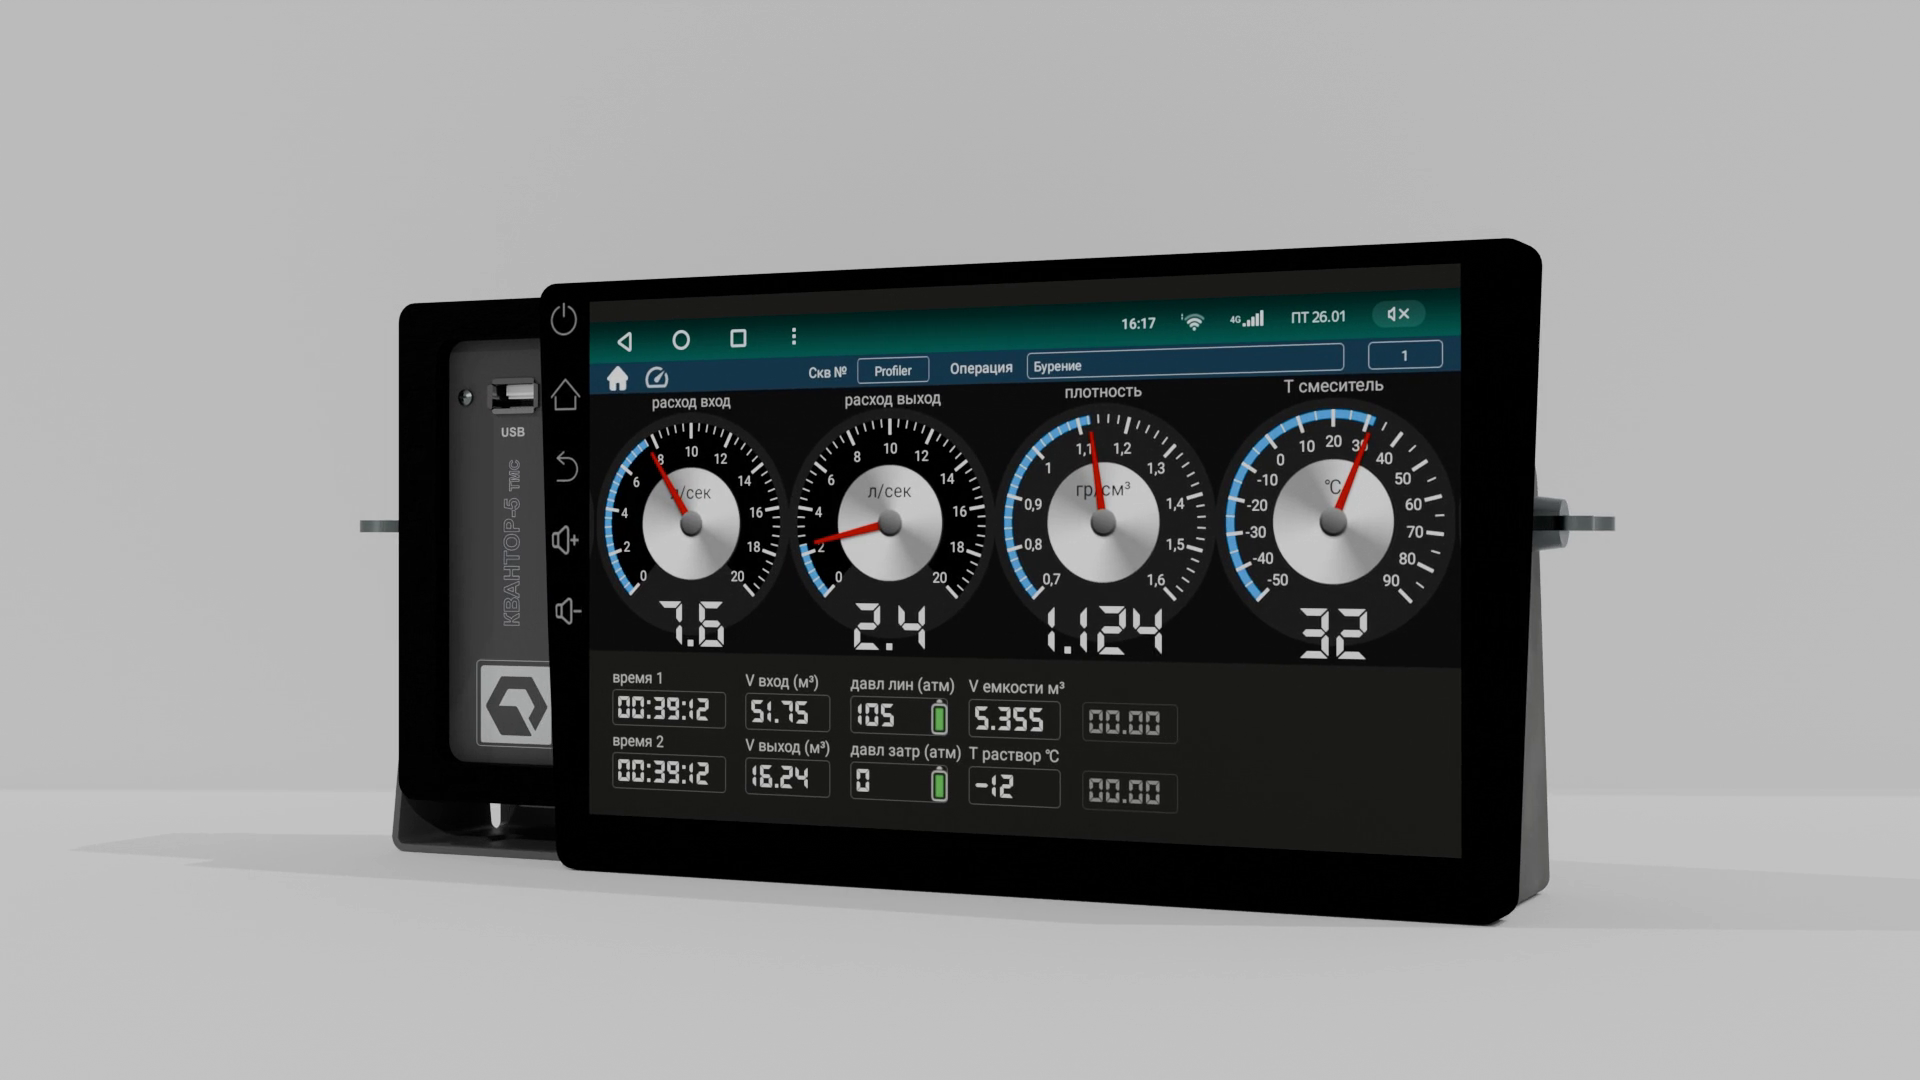 16:17 4G ПТ 26.01
Скв № Profiler Операция Бурение 1
USB
КВАНТОР-5 ТМС
расход вход
0 2 4 6 8 10 12 14 16 18 20
л/сек
7.6
расход выход
0 2 4 6 8 10 12 14 16 18 20
л/сек
2.4
плотность
0,7 0,8 0,9 1 1,1 1,2 1,3 1,4 1,5 1,6
гр/см³
1.124
Т смеситель
-50 -40 -30 -20 -10 0 10 20 30 40 50 60 70 80 90
°C
32
время 1
00:39:12
V вход (м³)
51.75
давл лин (атм)
105
V емкости м³
5.355
00.00
время 2
00:39:12
V выход (м³)
16.24
давл затр (атм)
0
Т раствор °C
-12
00.00